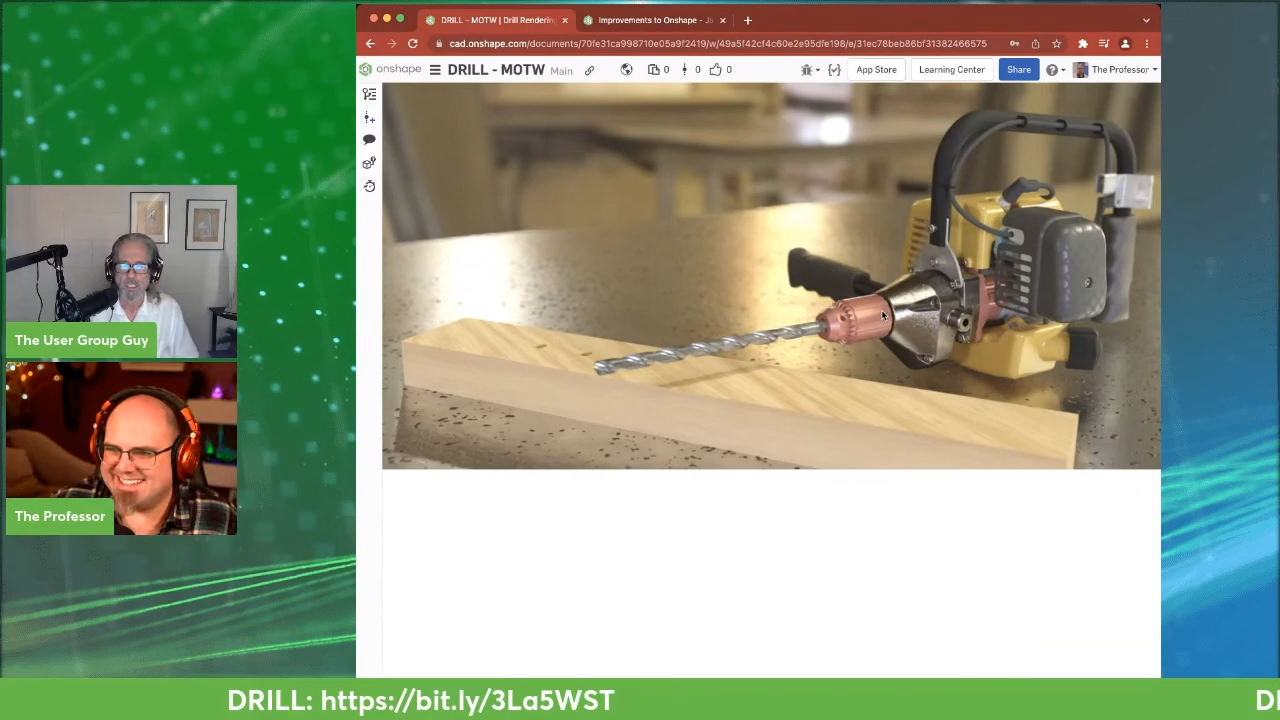 DRILL - MOTW | Drill Rendering
Improvements to Onshape - Ja
cad.onshape.com/documents/70fe31ca998710e05a9f2419/w/49a5f42cf4c60e2e95dfe198/e/31ec78beb86bf31382466575
onshape
DRILL - MOTW Main
0
0
0
App Store
Learning Center
Share
The Professor
The User Group Guy
The Professor
DRILL: https://bit.ly/3La5WST
DI